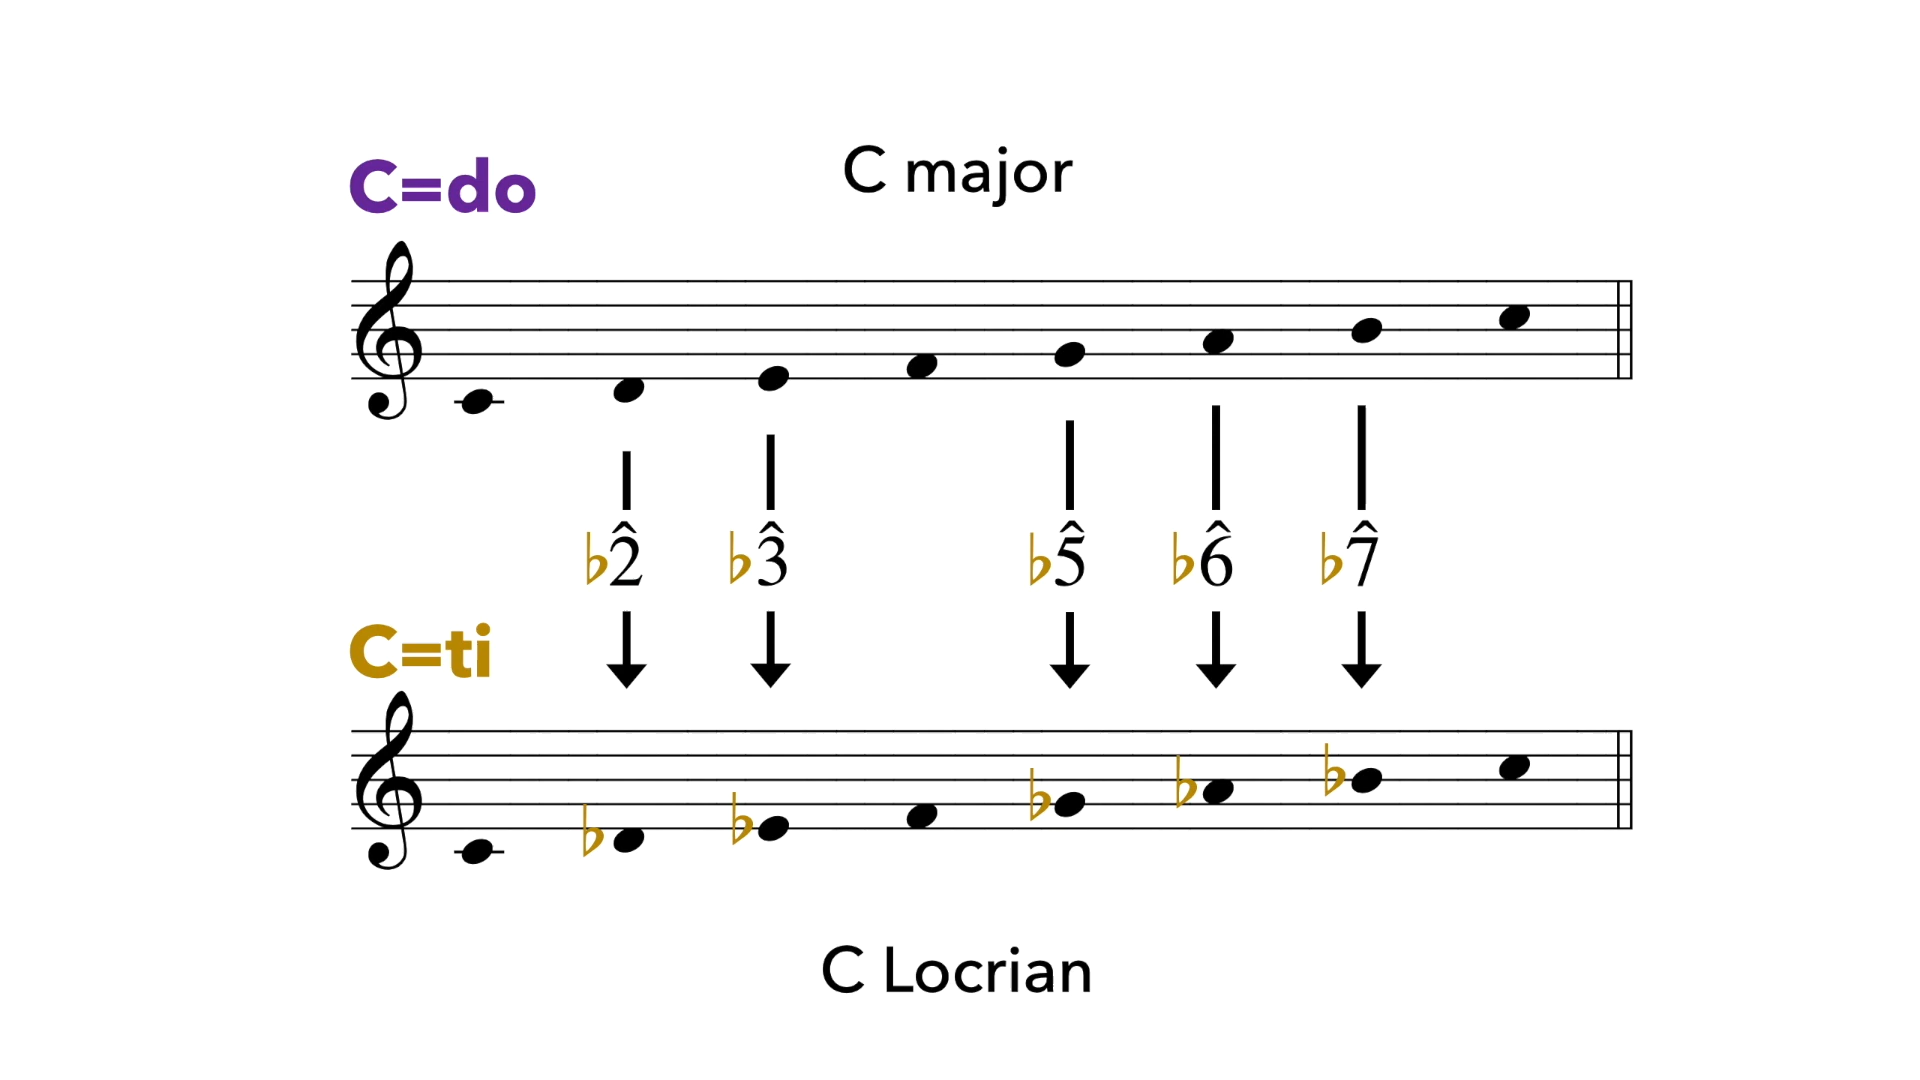 C=do
C major
♭2̂ ♭3̂ ♭5̂ ♭6̂ ♭7̂
C=ti
C Locrian